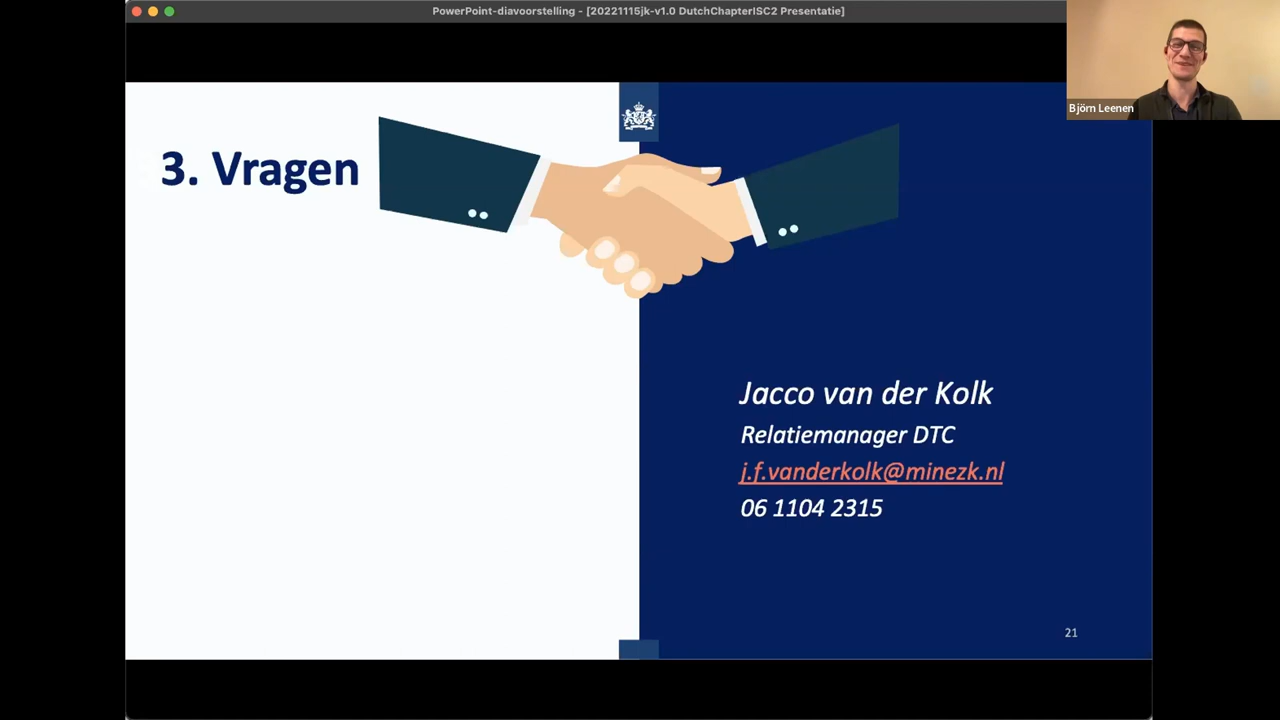 PowerPoint-diavoorstelling - [20221115jk-v1.0 DutchChapterISC2 Presentatie]
Björn Leenen
3. Vragen
Jacco van der Kolk
Relatiemanager DTC
j.f.vanderkolk@minezk.nl
06 1104 2315
21